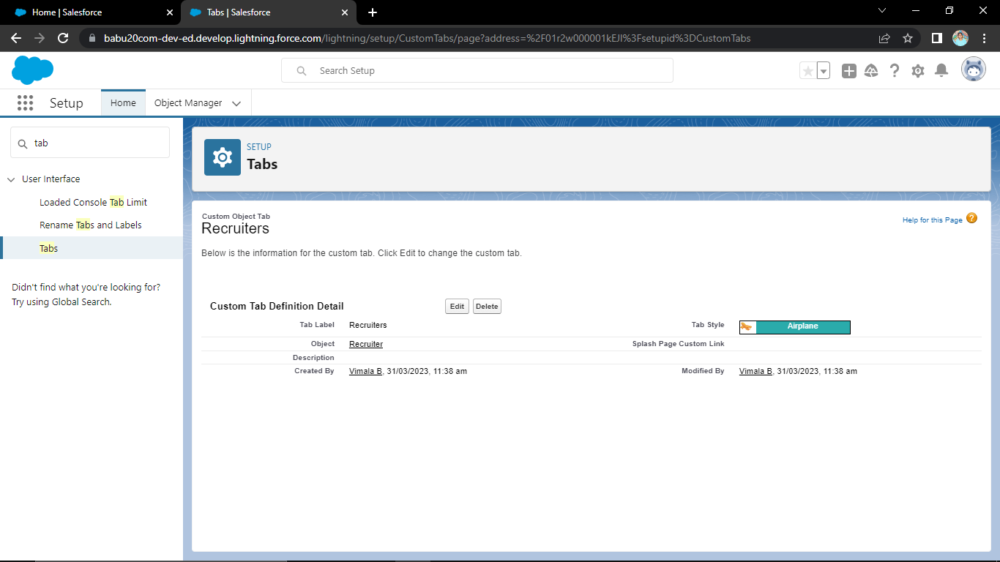 Home | Salesforce
Tabs | Salesforce
babu20com-dev-ed.develop.lightning.force.com/lightning/setup/CustomTabs/page?address=%2F01r2w000001kEJI%3Fsetupid%3DCustomTabs
Search Setup
Setup
Home
Object Manager
tab
User Interface
Loaded Console Tab Limit
Rename Tabs and Labels
Tabs
Didn't find what you're looking for?
Try using Global Search.
SETUP
Tabs
Custom Object Tab
Recruiters
Help for this Page
Below is the information for the custom tab. Click Edit to change the custom tab.
Custom Tab Definition Detail
Edit
Delete
Tab Label Recruiters Tab Style Airplane
Object Recruiter Splash Page Custom Link
Description
Created By Vimala B, 31/03/2023, 11:38 am Modified By Vimala B, 31/03/2023, 11:38 am